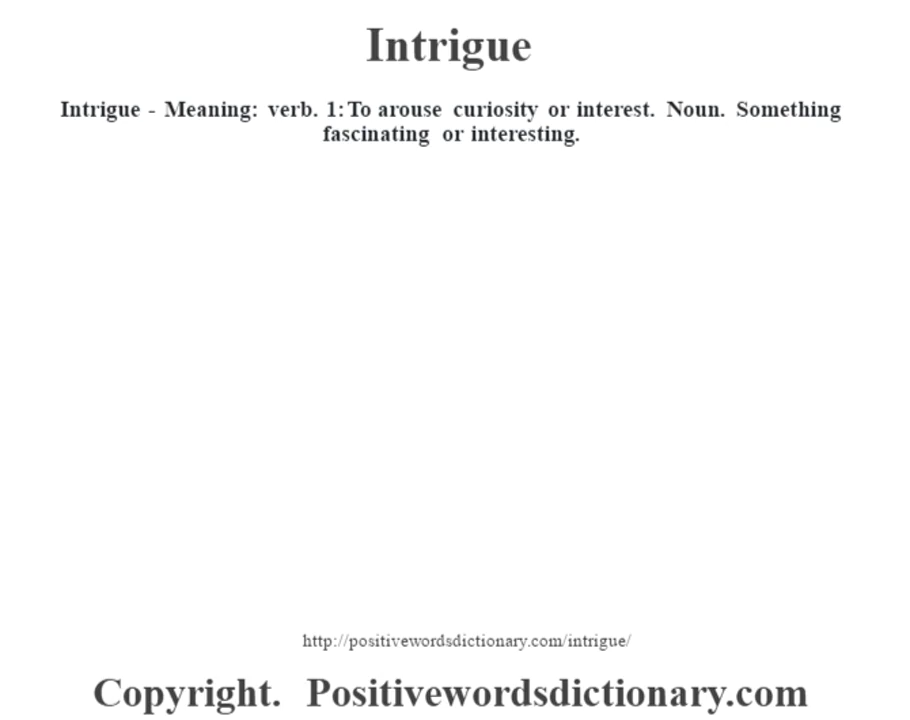 Intrigue
Intrigue - Meaning: verb. 1: To arouse curiosity or interest. Noun. Something
fascinating or interesting.
http://positivewordsdictionary.com/intrigue/
Copyright. Positivewordsdictionary.com